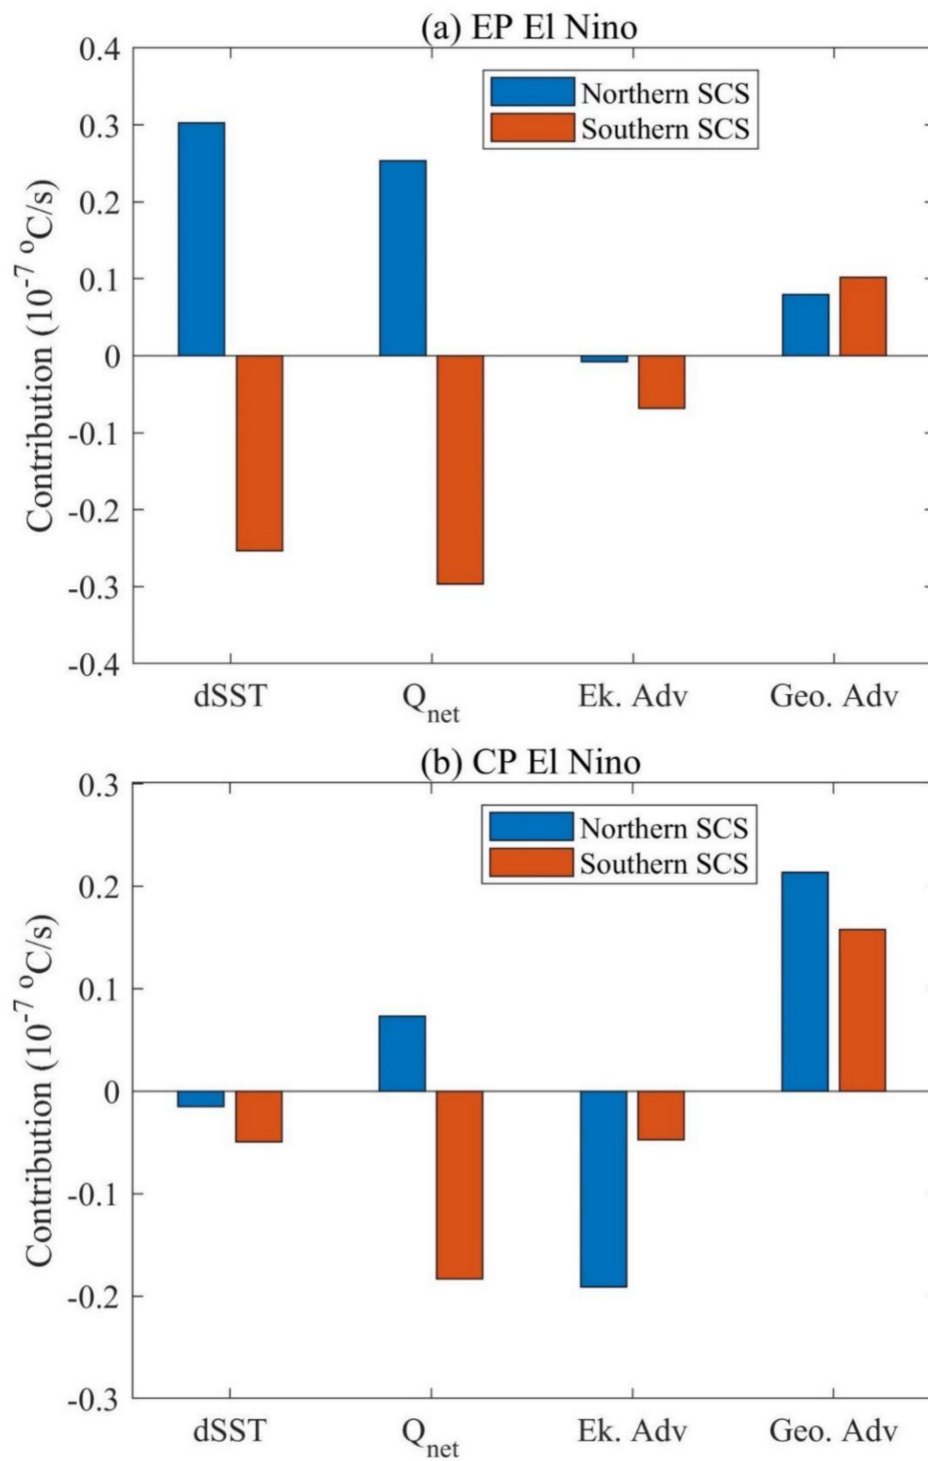 (a) EP El Nino
Northern SCS
Southern SCS
Contribution (10⁻⁷ °C/s)
0.4
0.3
0.2
0.1
0
-0.1
-0.2
-0.3
-0.4
dSST Qnet Ek. Adv Geo. Adv
(b) CP El Nino
Northern SCS
Southern SCS
Contribution (10⁻⁷ °C/s)
0.3
0.2
0.1
0
-0.1
-0.2
-0.3
dSST Qnet Ek. Adv Geo. Adv